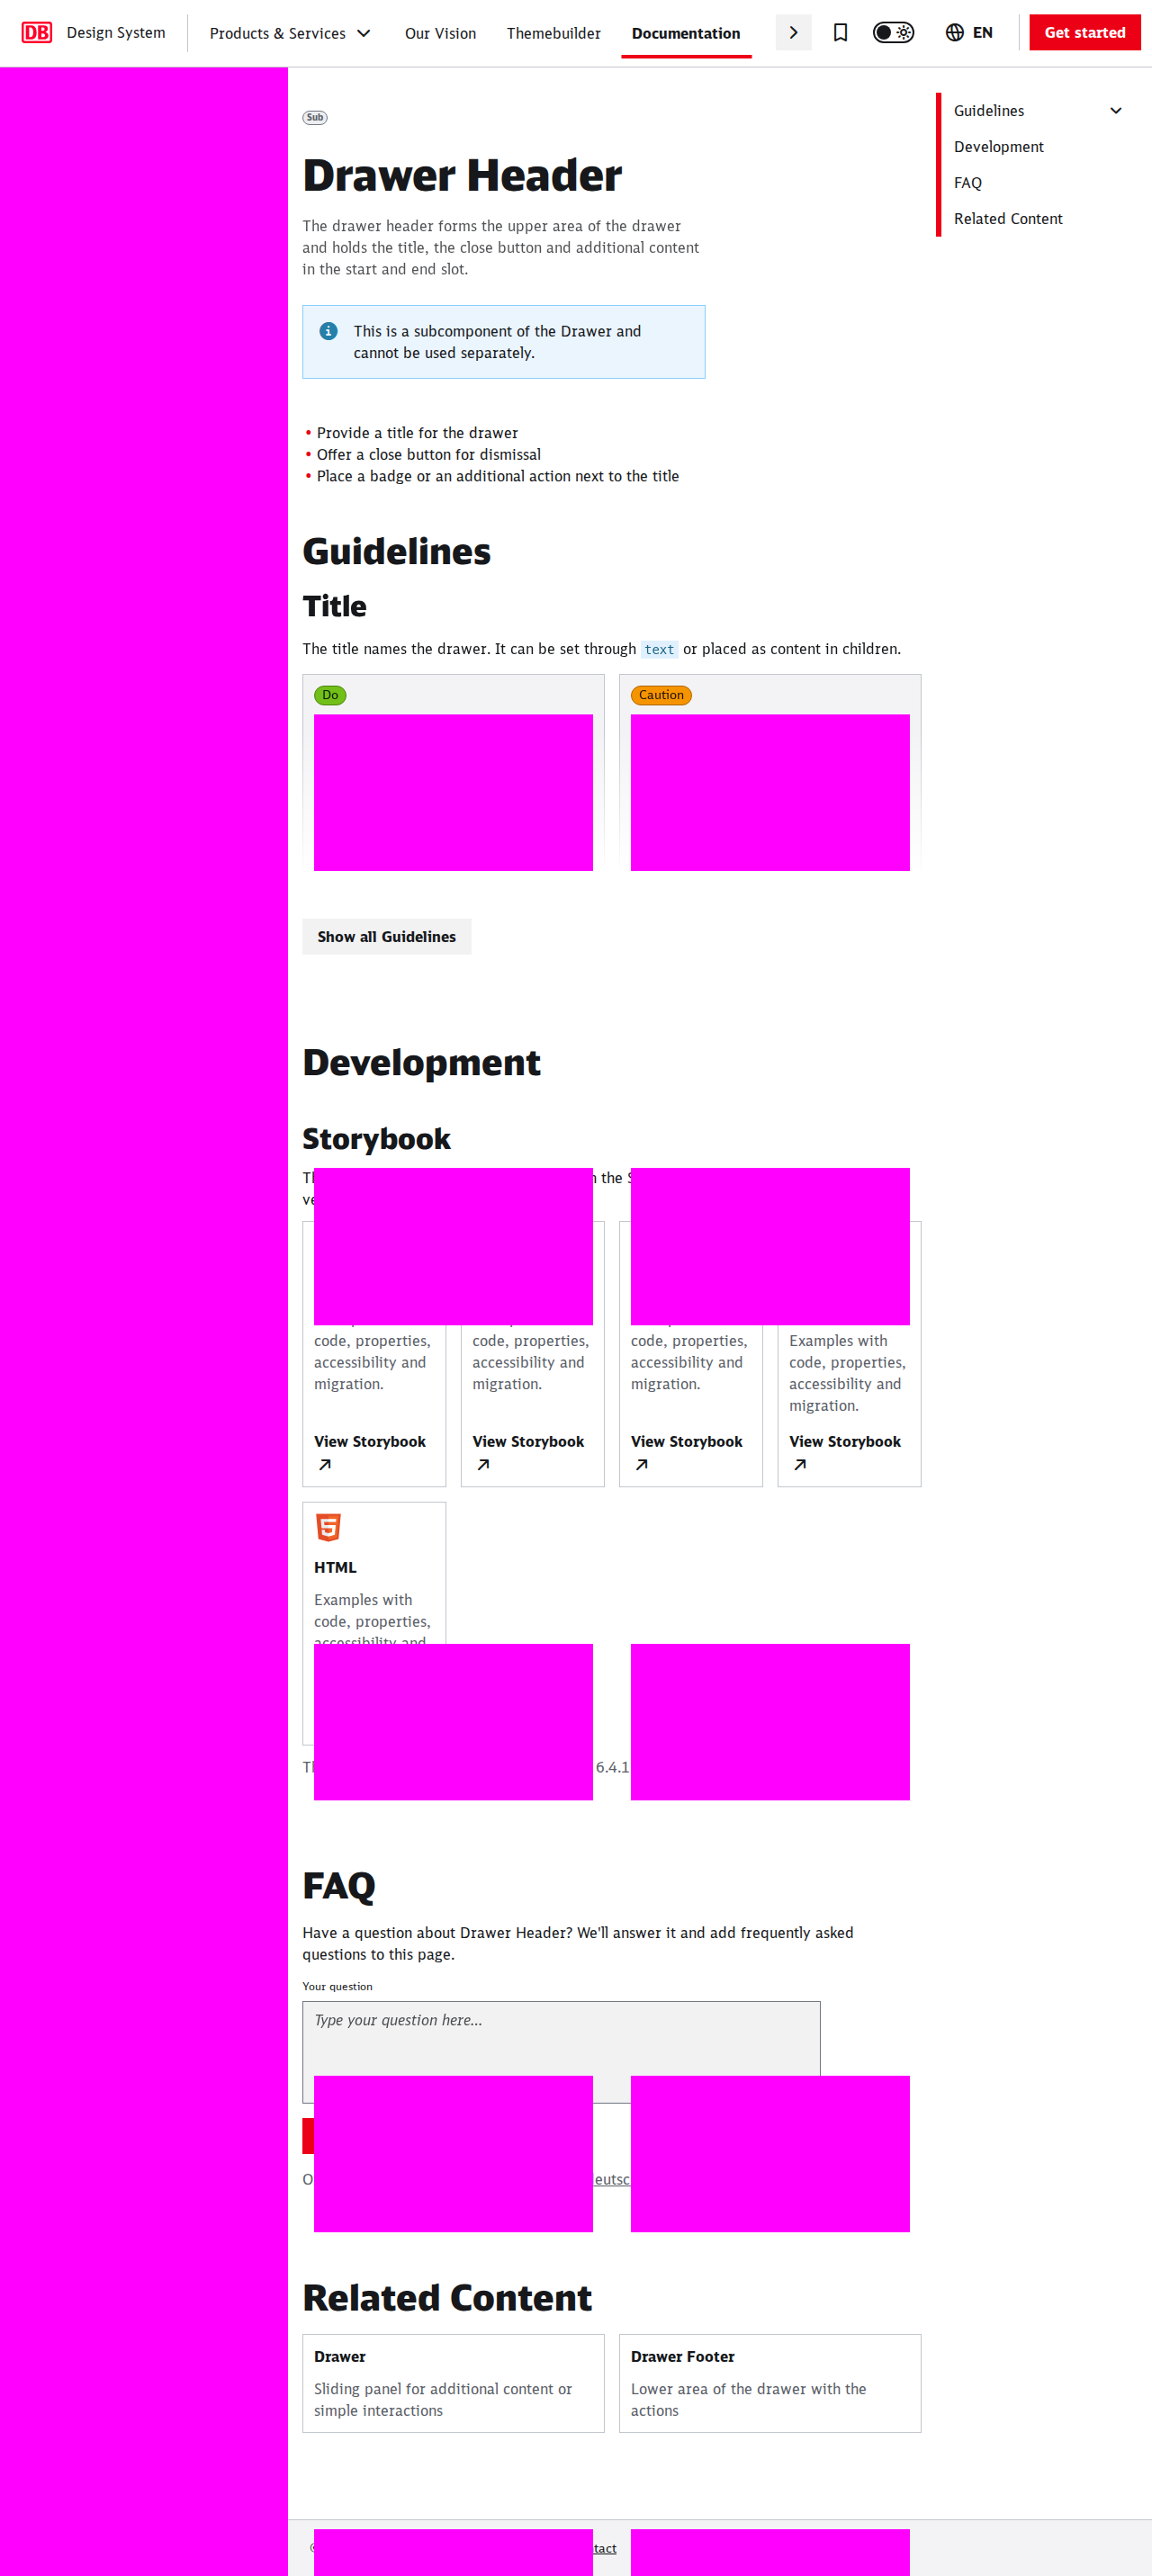 DB Design System Products & Services Our Vision Themebuilder Documentation EN Get started
Guidelines
Development
FAQ
Related Content
Sub
Drawer Header
The drawer header forms the upper area of the drawer
and holds the title, the close button and additional content
in the start and end slot.
This is a subcomponent of the Drawer and
cannot be used separately.
• Provide a title for the drawer
• Offer a close button for dismissal
• Place a badge or an additional action next to the title
Guidelines
Title
The title names the drawer. It can be set through text or placed as content in children.
Do
Caution
Show all Guidelines
Development
Storybook
the
code, properties,
accessibility and
migration.
View Storybook
code, properties,
accessibility and
migration.
View Storybook
code, properties,
accessibility and
migration.
View Storybook
Examples with
code, properties,
accessibility and
migration.
View Storybook
HTML
Examples with
code, properties,
accessibility and
6.4.1
FAQ
Have a question about Drawer Header? We'll answer it and add frequently asked
questions to this page.
Your question
Type your question here...
Related Content
Drawer
Sliding panel for additional content or
simple interactions
Drawer Footer
Lower area of the drawer with the
actions